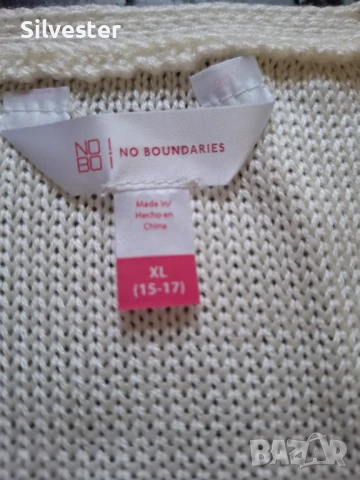 Silvester
NO
BO
NO BOUNDARIES
Made in/
Hecho en
China
XL
(15-17)
BAZAR